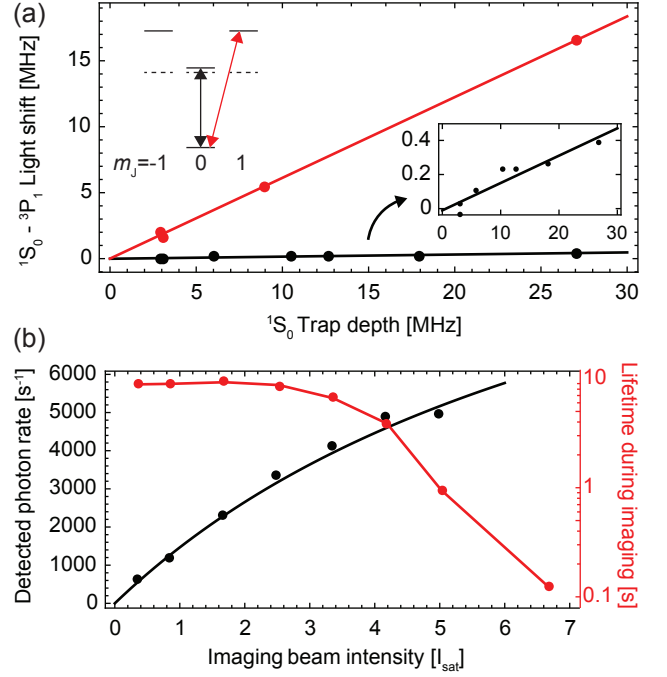 (a)
¹S₀ - ³P₁ Light shift [MHz]
15
10
5
0
m_J=-1 0 1
0.4
0.2
0
0 10 20 30
0 5 10 15 20 25 30
¹S₀ Trap depth [MHz]
(b)
Detected photon rate [s⁻¹]
6000
5000
4000
3000
2000
1000
0
10
1
0.1
Lifetime during imaging [s]
0 1 2 3 4 5 6 7
Imaging beam intensity [I_sat]